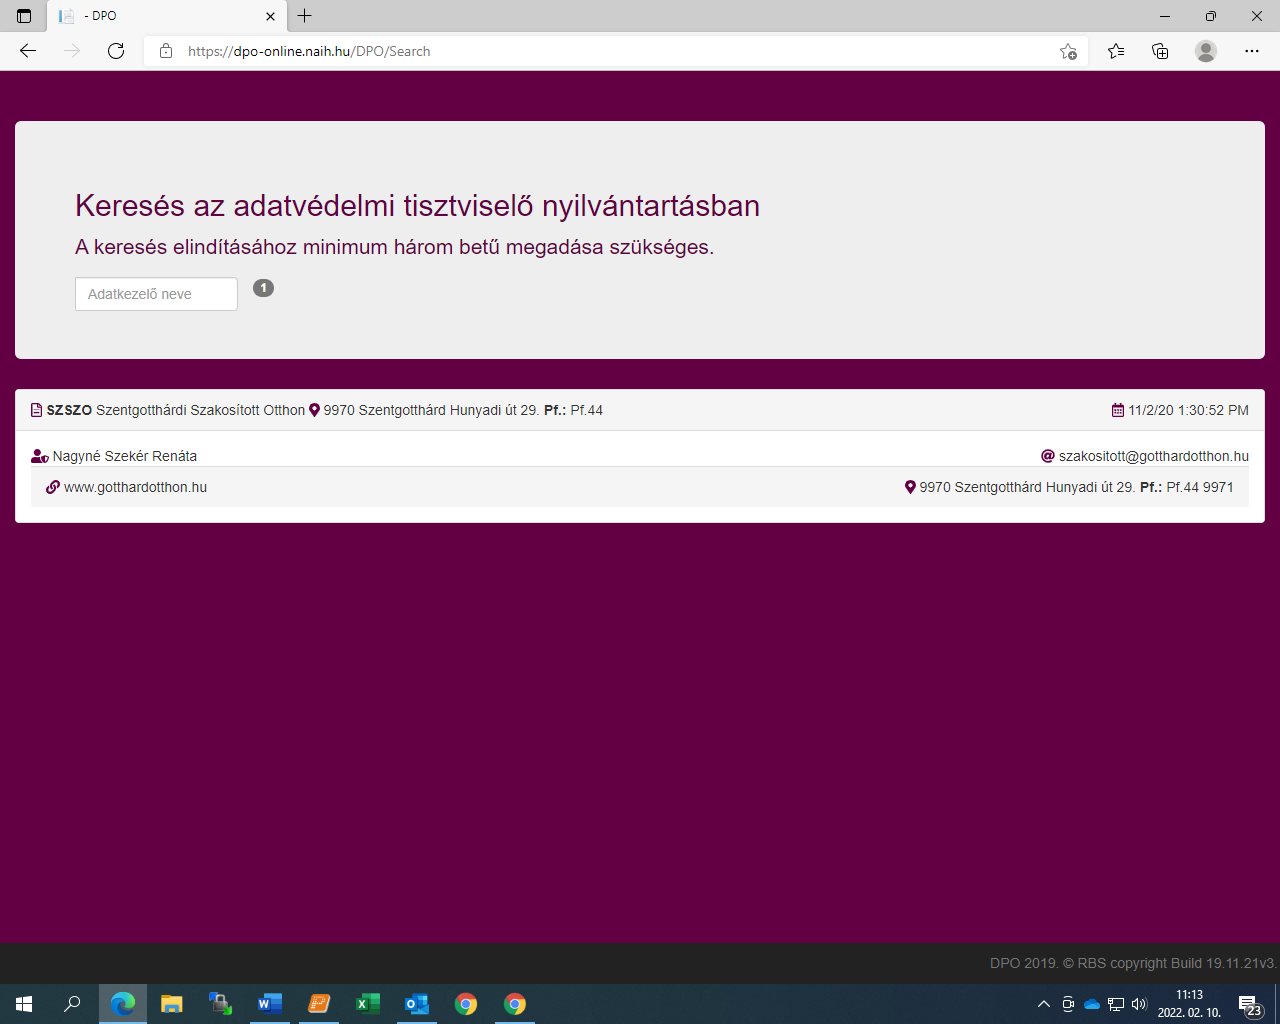 - DPO
https://dpo-online.naih.hu/DPO/Search
Keresés az adatvédelmi tisztviselő nyilvántartásban
A keresés elindításához minimum három betű megadása szükséges.
Adatkezelő neve 1
SZSZO Szentgotthárdi Szakosított Otthon 9970 Szentgotthárd Hunyadi út 29. Pf.: Pf.44 11/2/20 1:30:52 PM
Nagyné Szekér Renáta @ szakositott@gotthardotthon.hu
www.gotthardotthon.hu 9970 Szentgotthárd Hunyadi út 29. Pf.: Pf.44 9971
DPO 2019. © RBS copyright Build 19.11.21v3.
11:13
2022. 02. 10.
23